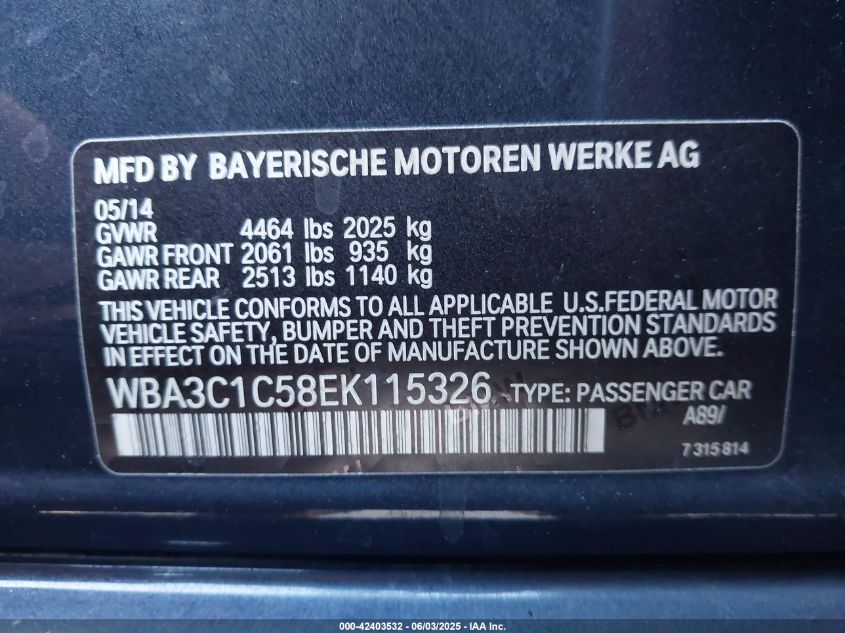 MFD BY BAYERISCHE MOTOREN WERKE AG
05/14
GVWR 4464 lbs 2025 kg
GAWR FRONT 2061 lbs 935 kg
GAWR REAR 2513 lbs 1140 kg
THIS VEHICLE CONFORMS TO ALL APPLICABLE U.S.FEDERAL MOTOR
VEHICLE SAFETY, BUMPER AND THEFT PREVENTION STANDARDS
IN EFFECT ON THE DATE OF MANUFACTURE SHOWN ABOVE.
WBA3C1C58EK115326 TYPE: PASSENGER CAR
A89/
7 315 814
000-42403532 - 06/03/2025 - IAA Inc.